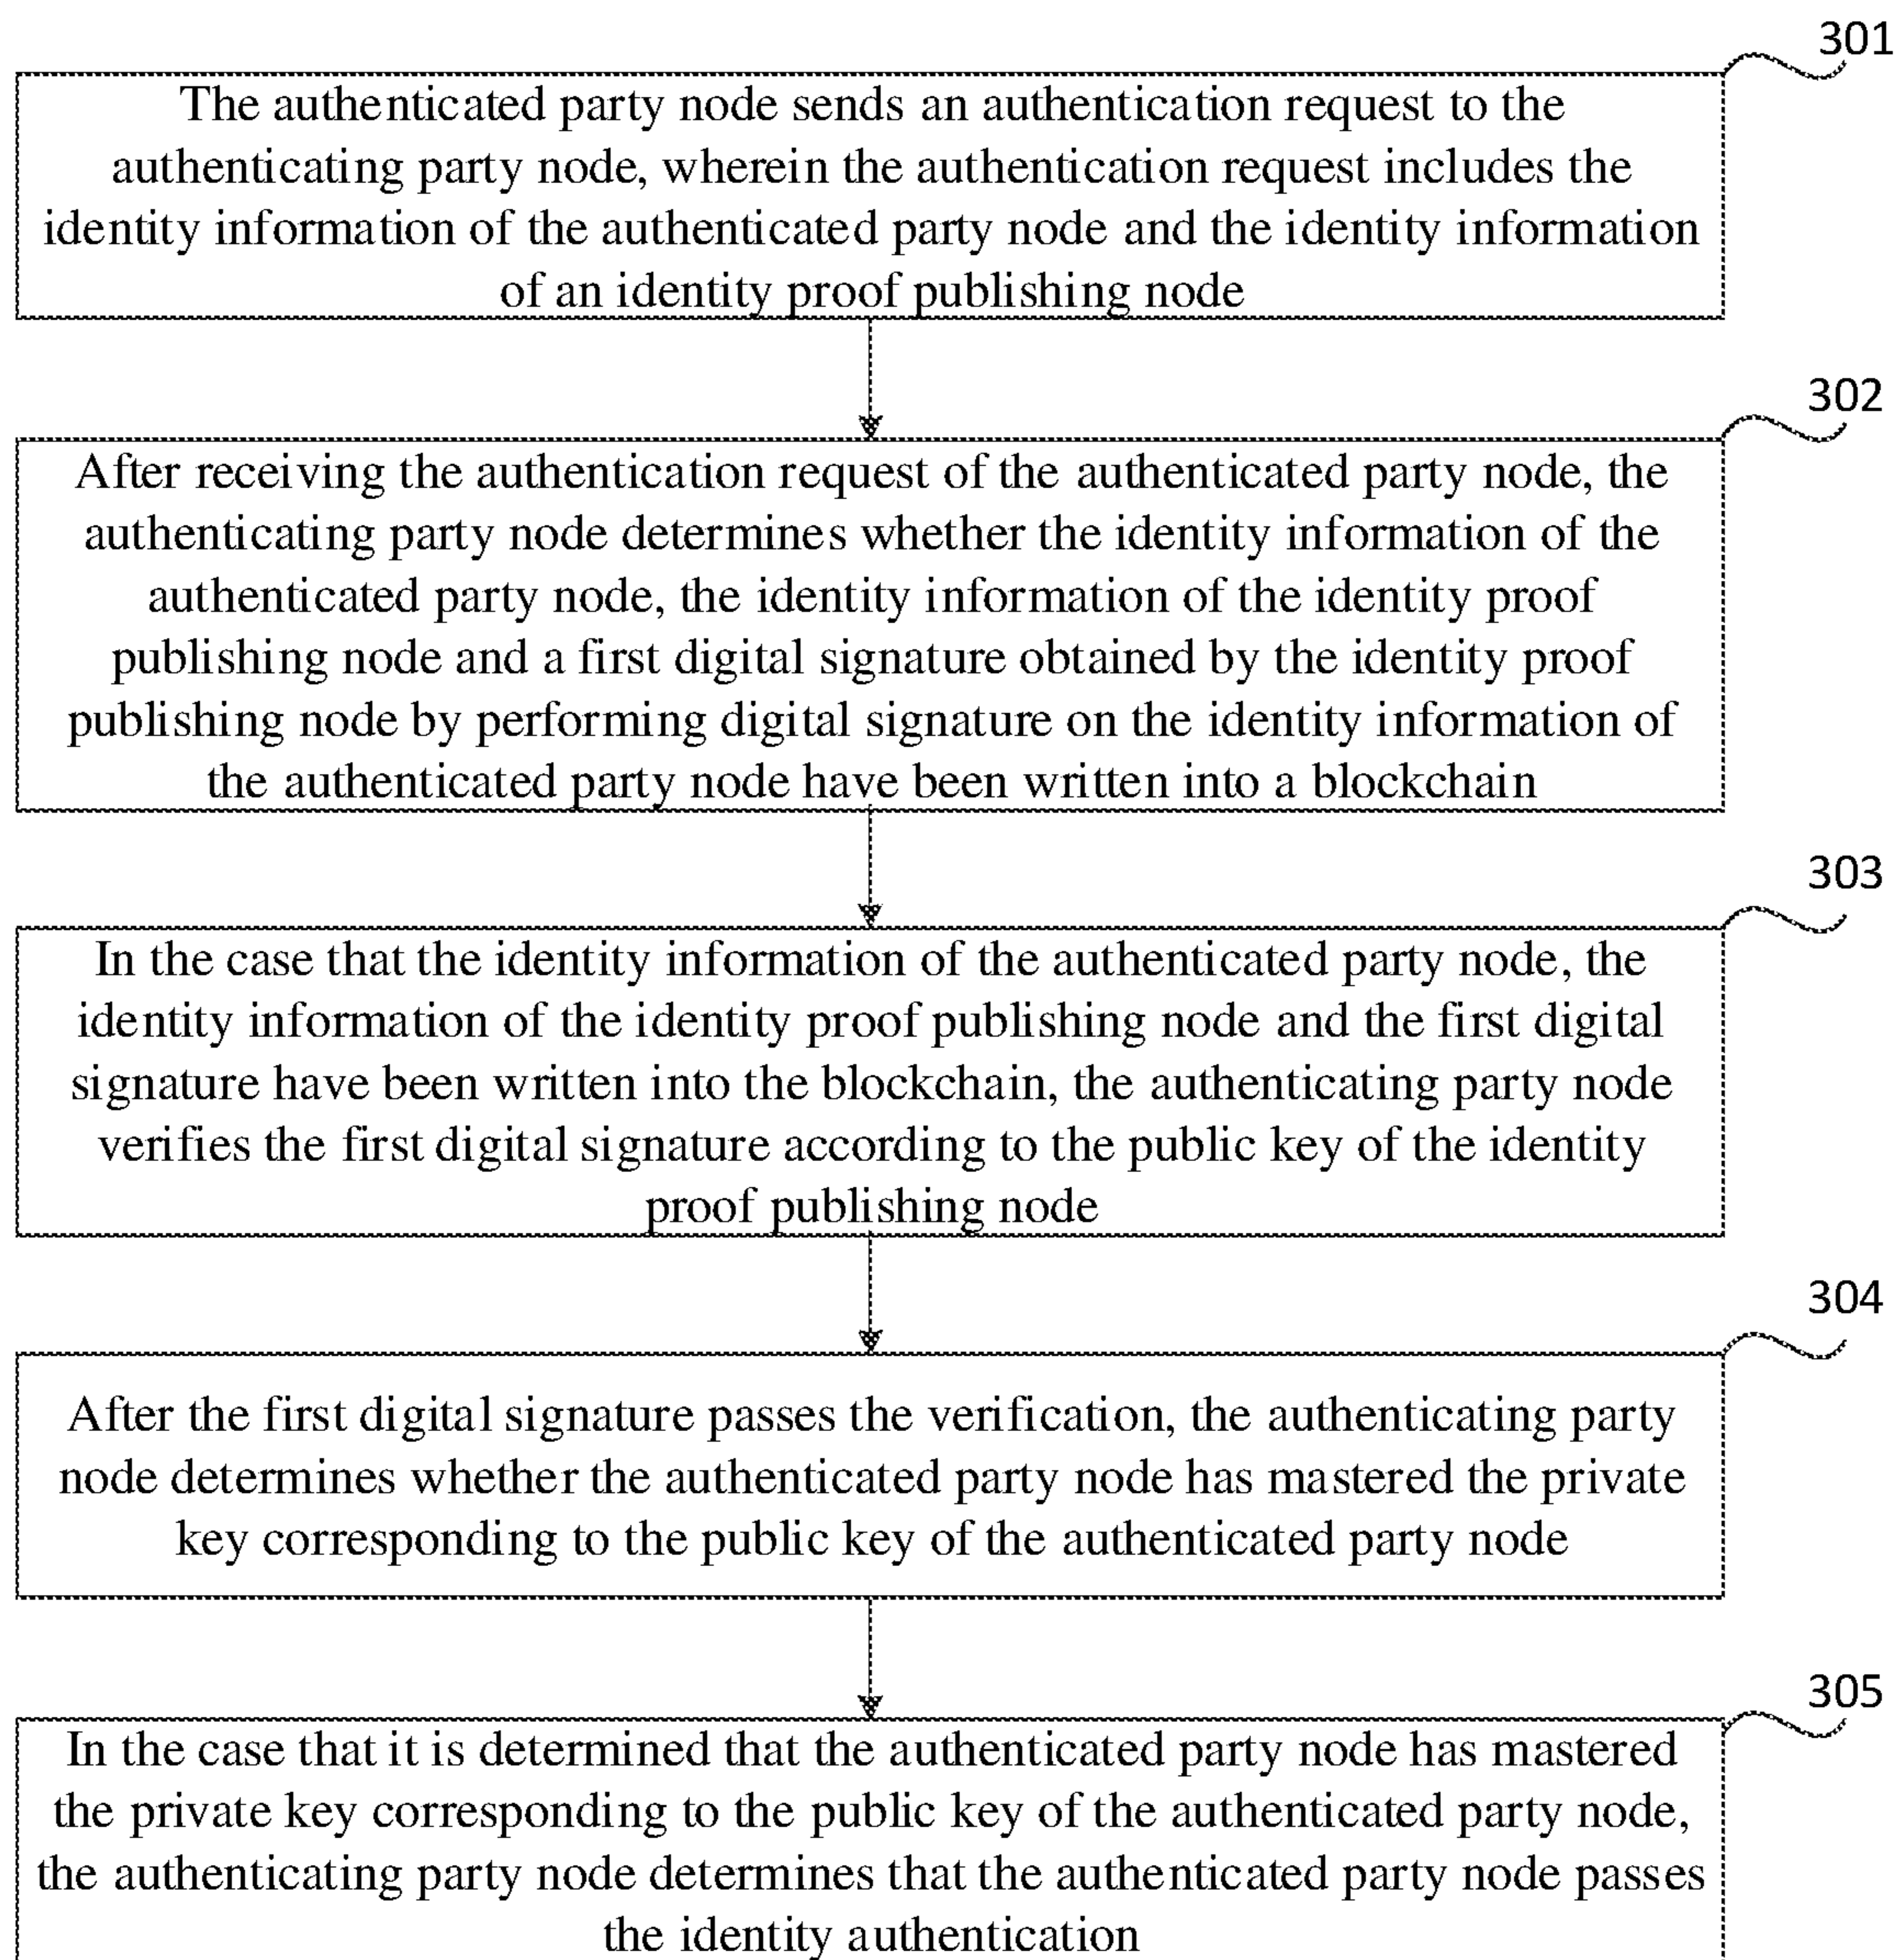 301
The authenticated party node sends an authentication request to the
authenticating party node, wherein the authentication request includes the
identity information of the authenticated party node and the identity information
of an identity proof publishing node
302
After receiving the authentication request of the authenticated party node, the
authenticating party node determines whether the identity information of the
authenticated party node, the identity information of the identity proof
publishing node and a first digital signature obtained by the identity proof
publishing node by performing digital signature on the identity information of
the authenticated party node have been written into a blockchain
303
In the case that the identity information of the authenticated party node, the
identity information of the identity proof publishing node and the first digital
signature have been written into the blockchain, the authenticating party node
verifies the first digital signature according to the public key of the identity
proof publishing node
304
After the first digital signature passes the verification, the authenticating party
node determines whether the authenticated party node has mastered the private
key corresponding to the public key of the authenticated party node
305
In the case that it is determined that the authenticated party node has mastered
the private key corresponding to the public key of the authenticated party node,
the authenticating party node determines that the authenticated party node passes
the identity authentication